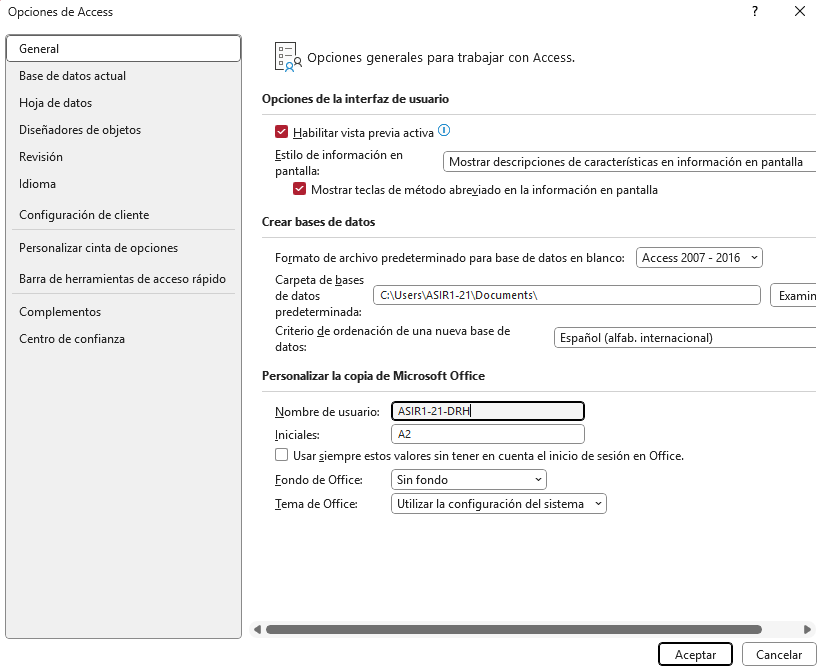 Opciones de Access
?
General
Base de datos actual
Hoja de datos
Diseñadores de objetos
Revisión
Idioma
Configuración de cliente
Personalizar cinta de opciones
Barra de herramientas de acceso rápido
Complementos
Centro de confianza
Opciones generales para trabajar con Access.
Opciones de la interfaz de usuario
Habilitar vista previa activa
Estilo de información en
pantalla:
Mostrar descripciones de características en información en pantalla
Mostrar teclas de método abreviado en la información en pantalla
Crear bases de datos
Formato de archivo predeterminado para base de datos en blanco:
Access 2007 - 2016
Carpeta de bases
de datos
predeterminada:
C:\Users\ASIR1-21\Documents\
Examin
Criterio de ordenación de una nueva base de
datos:
Español (alfab. internacional)
Personalizar la copia de Microsoft Office
Nombre de usuario:
ASIR1-21-DRH
Iniciales:
A2
Usar siempre estos valores sin tener en cuenta el inicio de sesión en Office.
Fondo de Office:
Sin fondo
Tema de Office:
Utilizar la configuración del sistema
Aceptar
Cancelar